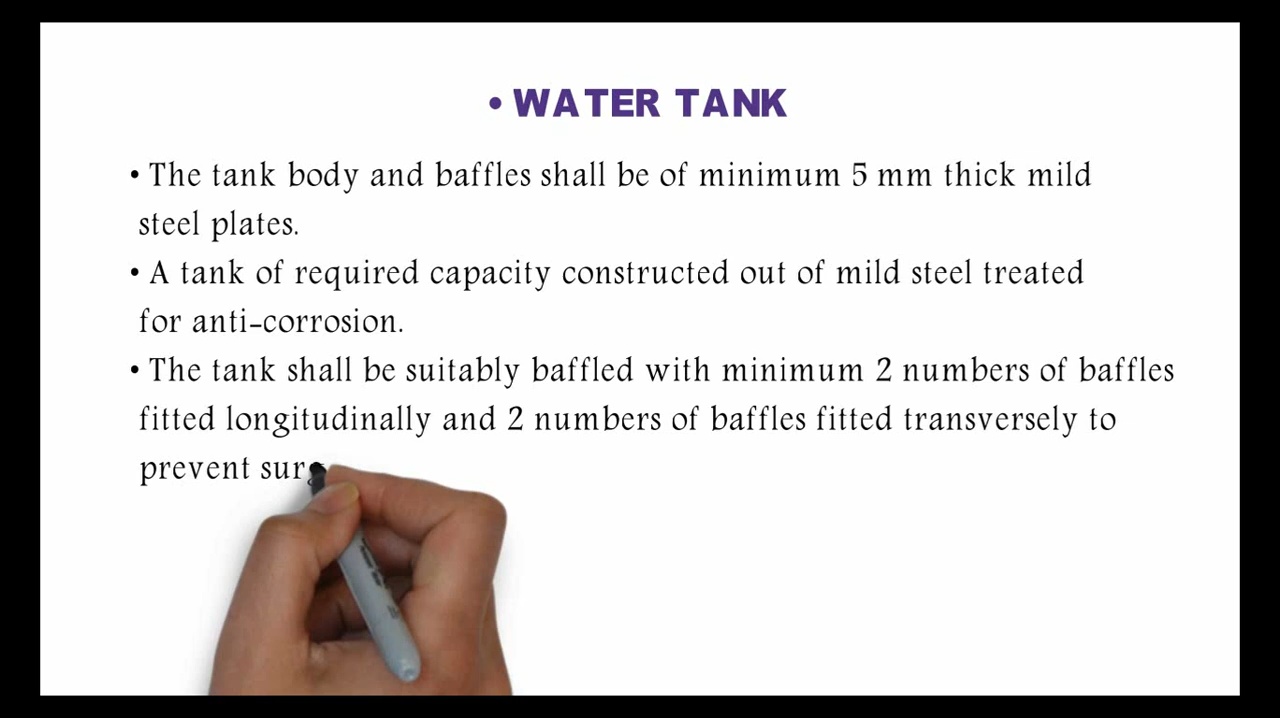 • WATER TANK
• The tank body and baffles shall be of minimum 5 mm thick mild
steel plates.
• A tank of required capacity constructed out of mild steel treated
for anti-corrosion.
• The tank shall be suitably baffled with minimum 2 numbers of baffles
fitted longitudinally and 2 numbers of baffles fitted transversely to
prevent